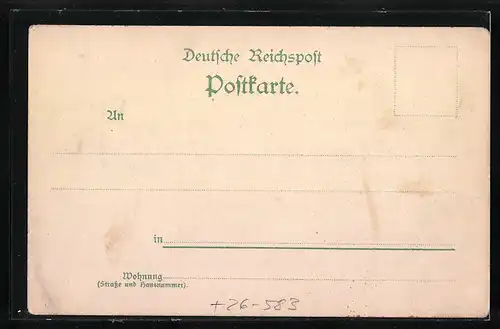 Deutsche Reichspost
Postkarte.
An
in
Wohnung
(Straße und Hausnummer).
+26-583